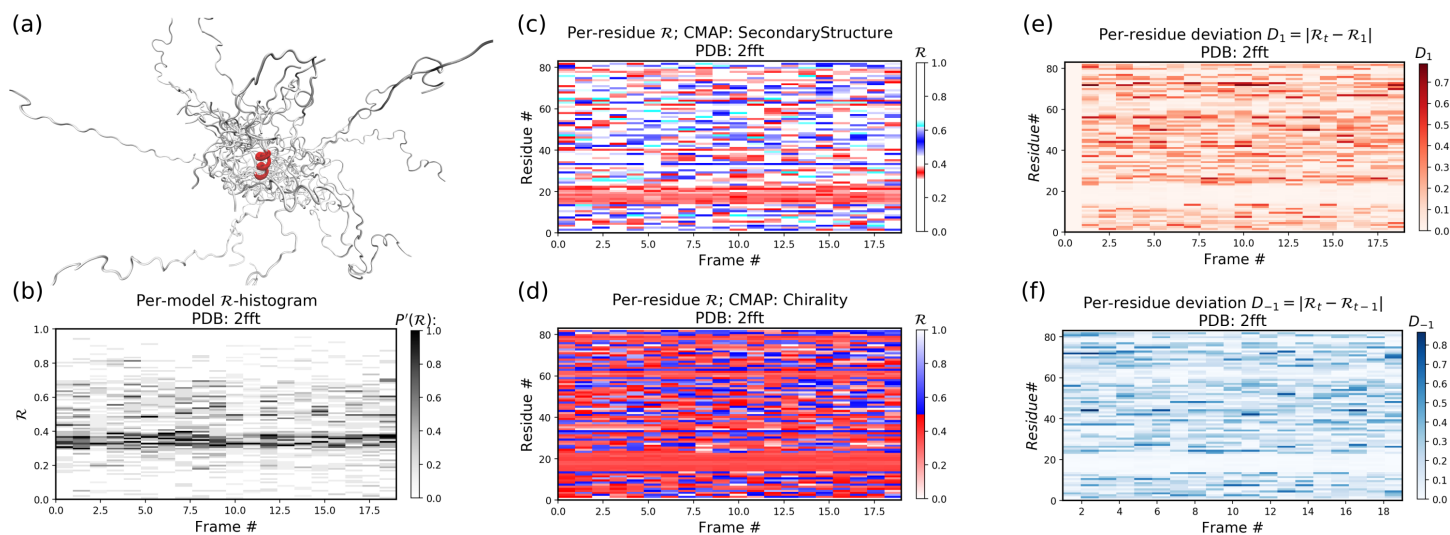 (a)
(b)
Per-model ℛ-histogram
PDB: 2fft
P′(ℛ):
1.0
0.8
0.6
0.4
0.2
0.0
ℛ
0.0 2.5 5.0 7.5 10.0 12.5 15.0 17.5
Frame #
1.0
0.8
0.6
0.4
0.2
0.0
(c)
Per-residue ℛ; CMAP: SecondaryStructure
PDB: 2fft
ℛ
80
60
40
20
0
Residue #
0.0 2.5 5.0 7.5 10.0 12.5 15.0 17.5
Frame #
1.0
0.8
0.6
0.4
0.2
0.0
(d)
Per-residue ℛ; CMAP: Chirality
PDB: 2fft
ℛ
80
60
40
20
0
Residue #
0.0 2.5 5.0 7.5 10.0 12.5 15.0 17.5
Frame #
1.0
0.8
0.6
0.4
0.2
0.0
(e)
Per-residue deviation D₁ = |ℛₜ − ℛ₁|
PDB: 2fft
D₁
80
60
40
20
0
Residue#
0.0 2.5 5.0 7.5 10.0 12.5 15.0 17.5
Frame #
0.7
0.6
0.5
0.4
0.3
0.2
0.1
0.0
(f)
Per-residue deviation D₋₁ = |ℛₜ − ℛₜ₋₁|
PDB: 2fft
D₋₁
80
60
40
20
0
Residue#
2 4 6 8 10 12 14 16 18
Frame #
0.8
0.7
0.6
0.5
0.4
0.3
0.2
0.1
0.0